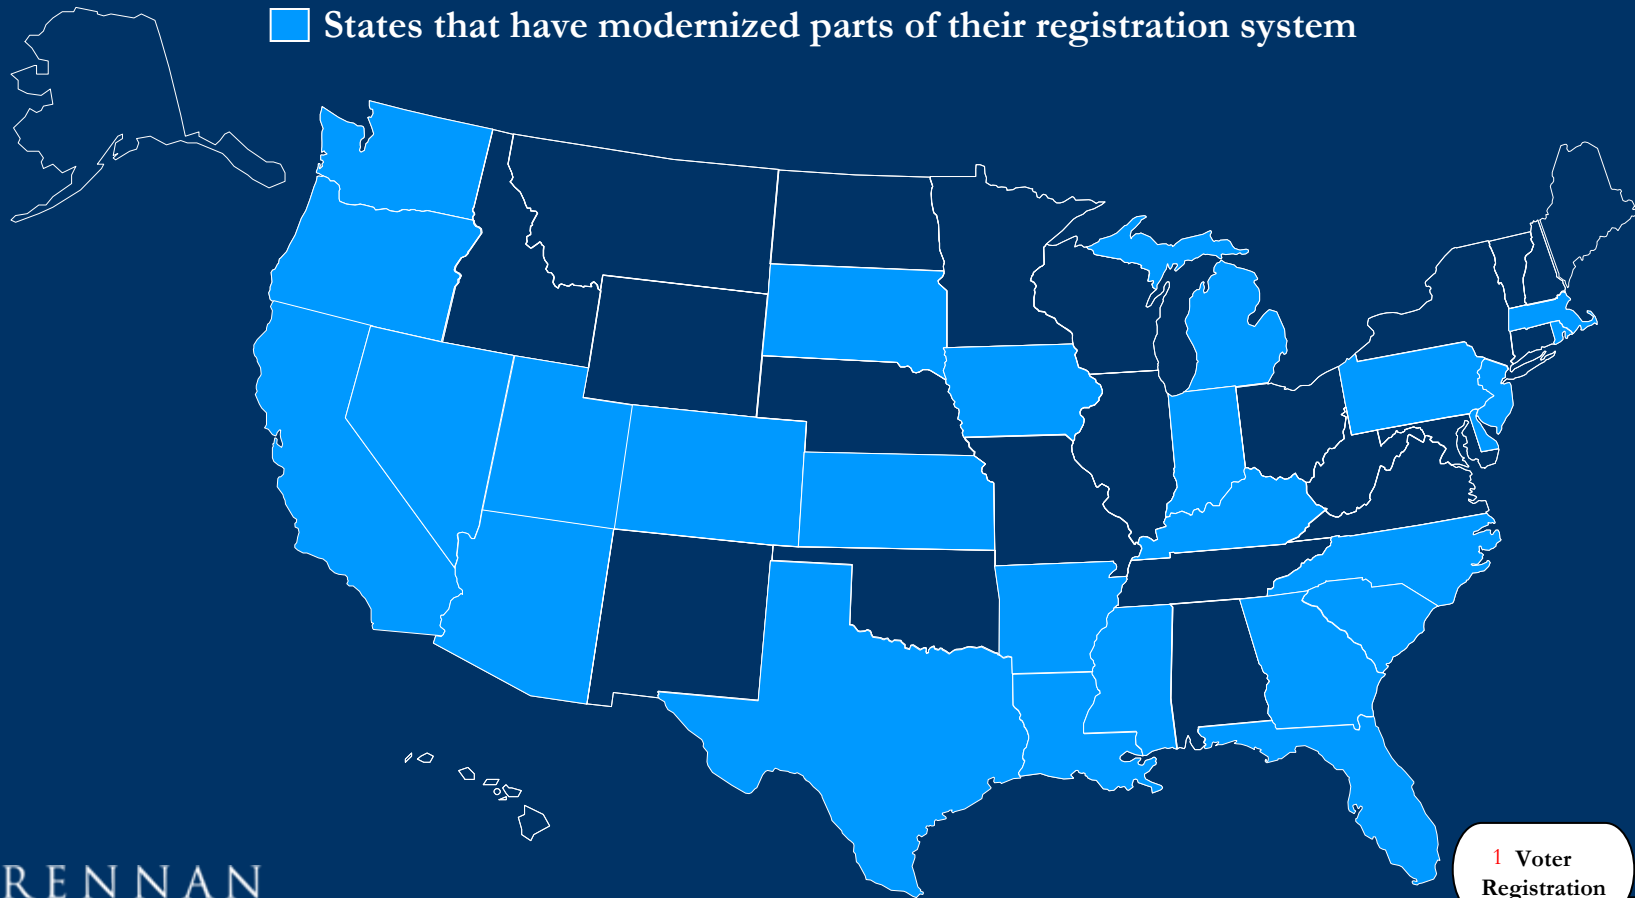 States that have modernized parts of their registration system
RENNAN
1 Voter
Registration